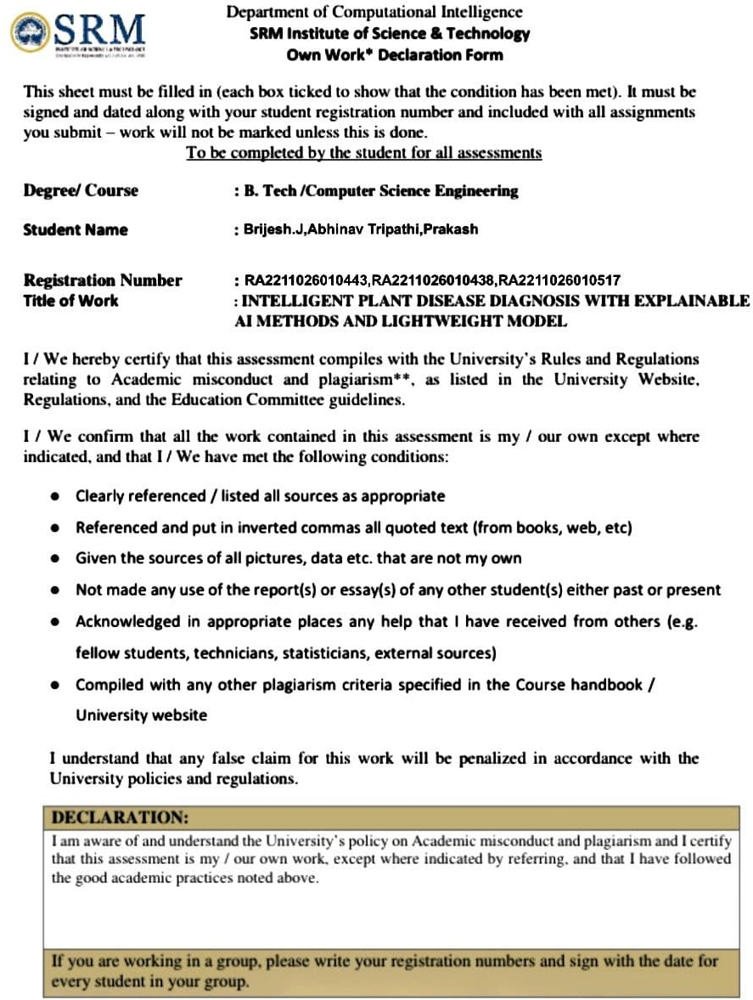 Department of Computational Intelligence
SRM
SRM Institute of Science & Technology
Own Work* Declaration Form
This sheet must be filled in (each box ticked to show that the condition has been met). It must be
signed and dated along with your student registration number and included with all assignments
you submit – work will not be marked unless this is done.
To be completed by the student for all assessments
Degree/ Course : B. Tech /Computer Science Engineering
Student Name : Brijesh.J,Abhinav Tripathi,Prakash
Registration Number : RA2211026010443,RA2211026010438,RA2211026010517
Title of Work : INTELLIGENT PLANT DISEASE DIAGNOSIS WITH EXPLAINABLE
AI METHODS AND LIGHTWEIGHT MODEL
I / We hereby certify that this assessment compiles with the University's Rules and Regulations
relating to Academic misconduct and plagiarism**, as listed in the University Website,
Regulations, and the Education Committee guidelines.
I / We confirm that all the work contained in this assessment is my / our own except where
indicated, and that I / We have met the following conditions:
● Clearly referenced / listed all sources as appropriate
● Referenced and put in inverted commas all quoted text (from books, web, etc)
● Given the sources of all pictures, data etc. that are not my own
● Not made any use of the report(s) or essay(s) of any other student(s) either past or present
● Acknowledged in appropriate places any help that I have received from others (e.g.
fellow students, technicians, statisticians, external sources)
● Compiled with any other plagiarism criteria specified in the Course handbook /
University website
I understand that any false claim for this work will be penalized in accordance with the
University policies and regulations.
DECLARATION:
I am aware of and understand the University's policy on Academic misconduct and plagiarism and I certify
that this assessment is my / our own work, except where indicated by referring, and that I have followed
the good academic practices noted above.
If you are working in a group, please write your registration numbers and sign with the date for
every student in your group.